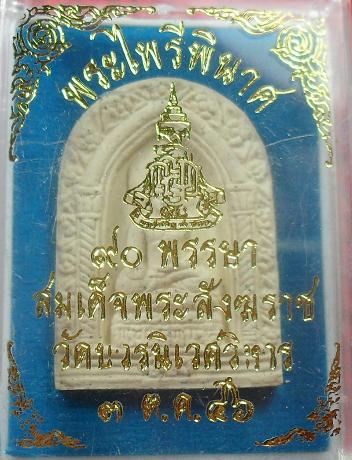 พระไพรีพินาศ
๙๐ พรรษา
สมเด็จพระสังฆราช
วัดบวรนิเวศวิหาร
๓ ต.ค.๔๖